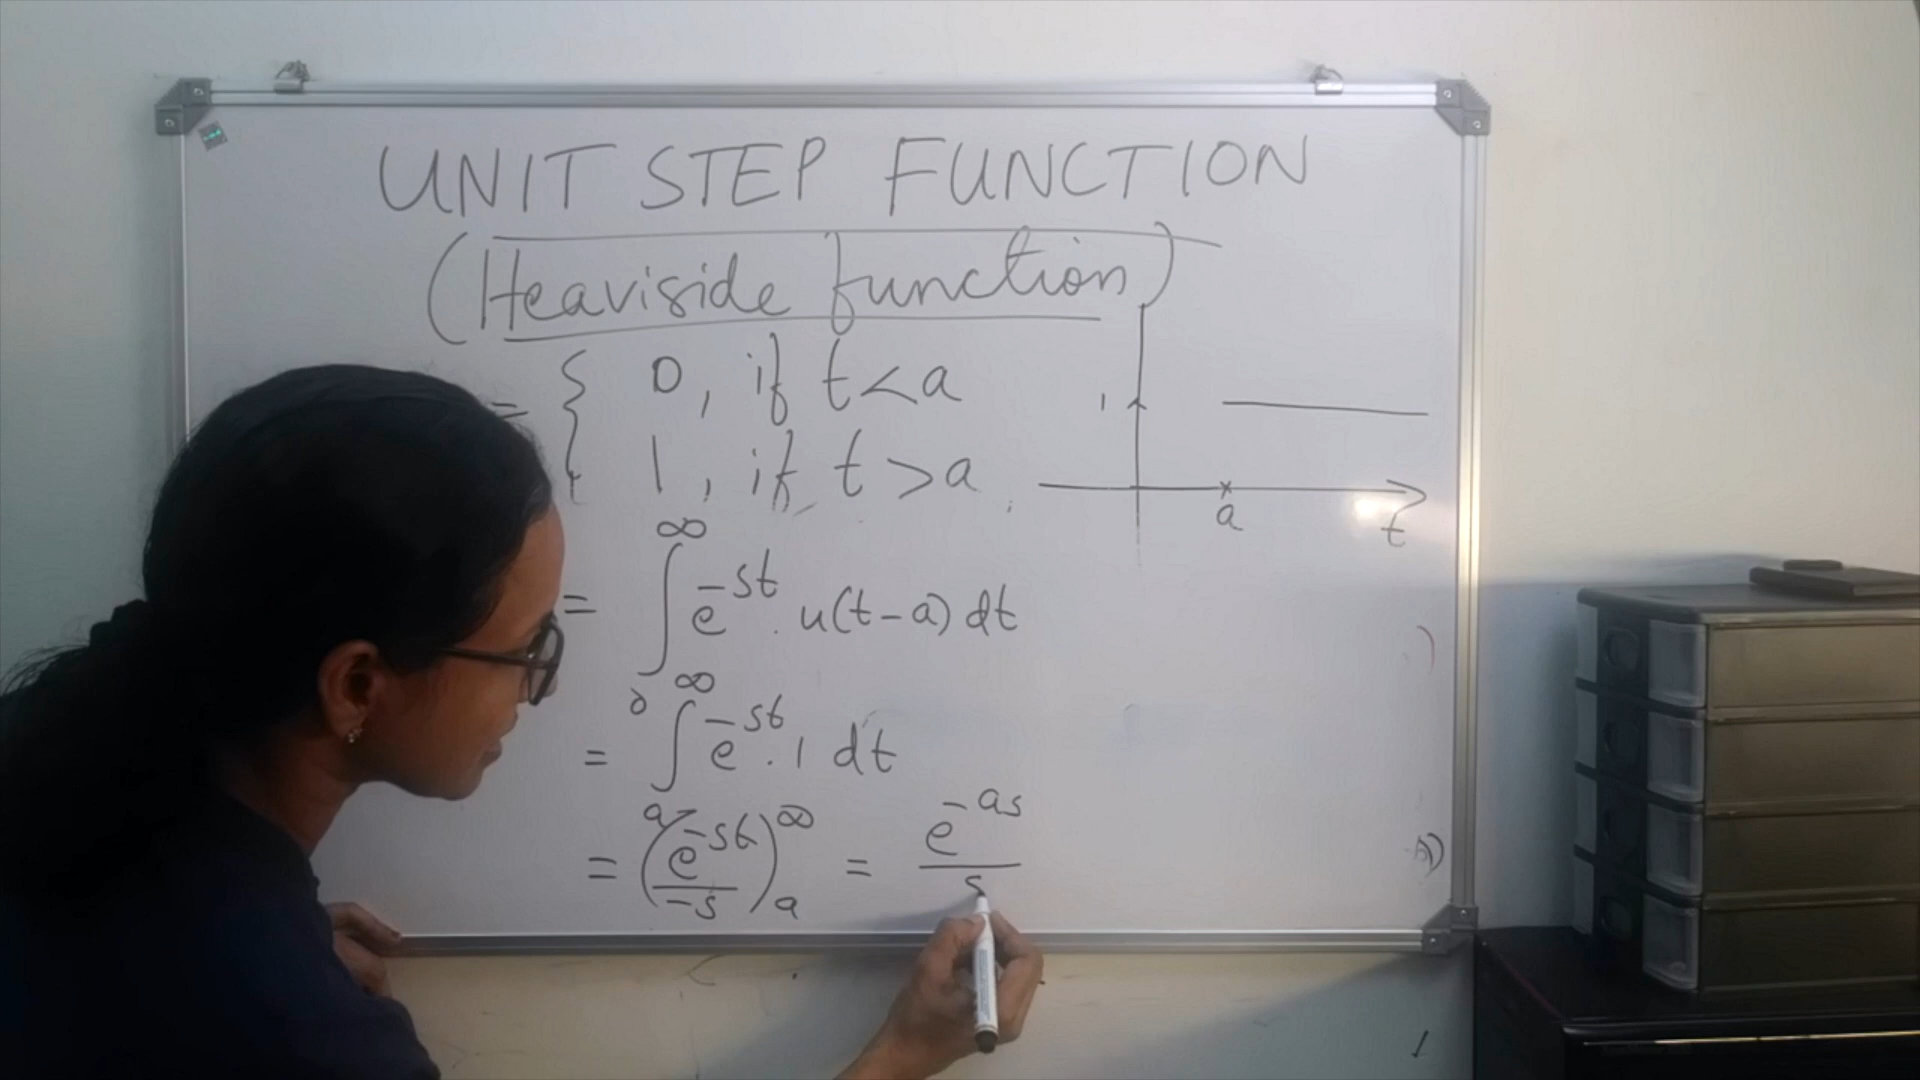 UNIT STEP FUNCTION
(Heaviside function)
= { 0, if t<a
1, if t>a
1
a
t
= ∫₀^∞ e^{-st} . u(t-a) dt
= ∫ₐ^∞ e^{-st} . 1 dt
= (e^{-st}/-s)ₐ^∞ = e^{-as}/s